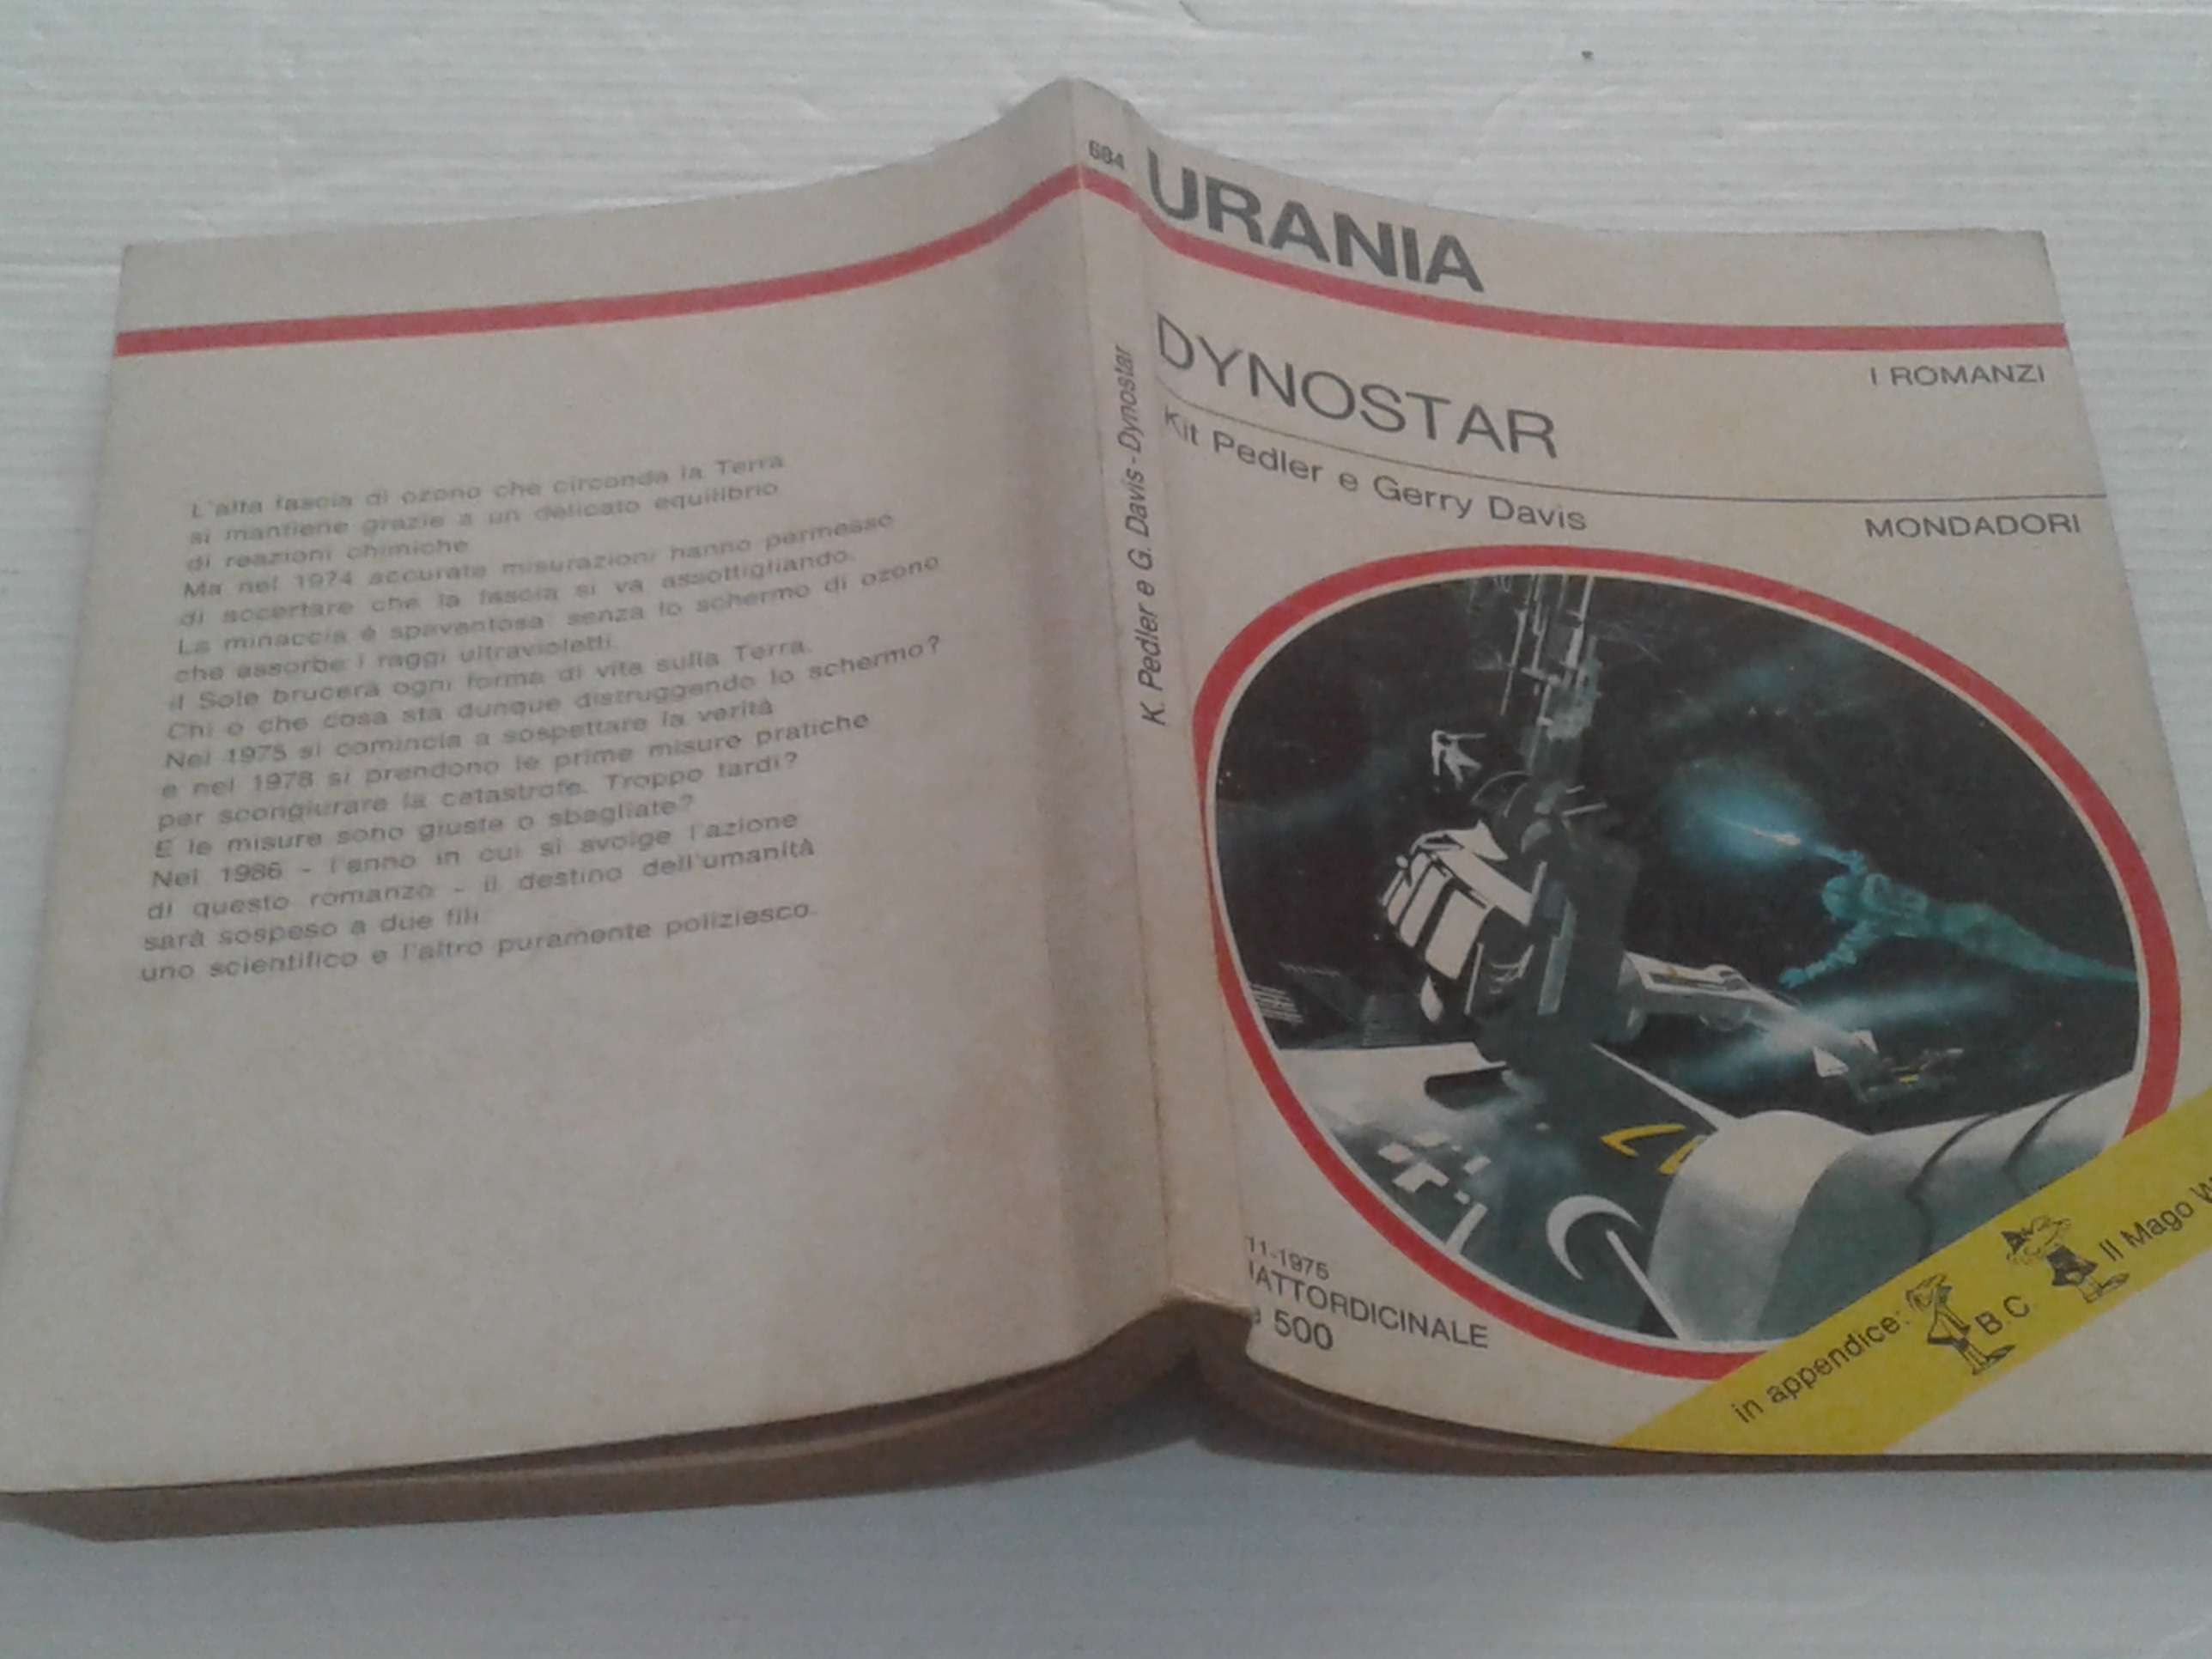 L'alta fascia di ozono che circonda la Terra
si mantiene grazie a un delicato equilibrio
di reazioni chimiche
Ma nel 1974 accurate misurazioni hanno permesso
di accertare che la fascia si va assottigliando.
La minaccia è spaventosa: senza lo schermo di ozono
che assorbe i raggi ultravioletti.
il Sole brucerà ogni forma di vita sulla Terra.
Chi o che cosa sta dunque distruggendo lo schermo?
Nel 1975 si comincia a sospettare la verità
e nel 1978 si prendono le prime misure pratiche
per scongiurare la catastrofe. Troppo tardi?
E le misure sono giuste o sbagliate?
Nel 1986 - l'anno in cui si svolge l'azione
di questo romanzo - il destino dell'umanità
sarà sospeso a due fili
uno scientifico e l'altro puramente poliziesco.
684
K. Pedler e G. Davis - Dynostar
URANIA
I ROMANZI
DYNOSTAR
Kit Pedler e Gerry Davis
MONDADORI
11-1975
IATTORDICINALE
500
in appendice: B.C. Il Mago W